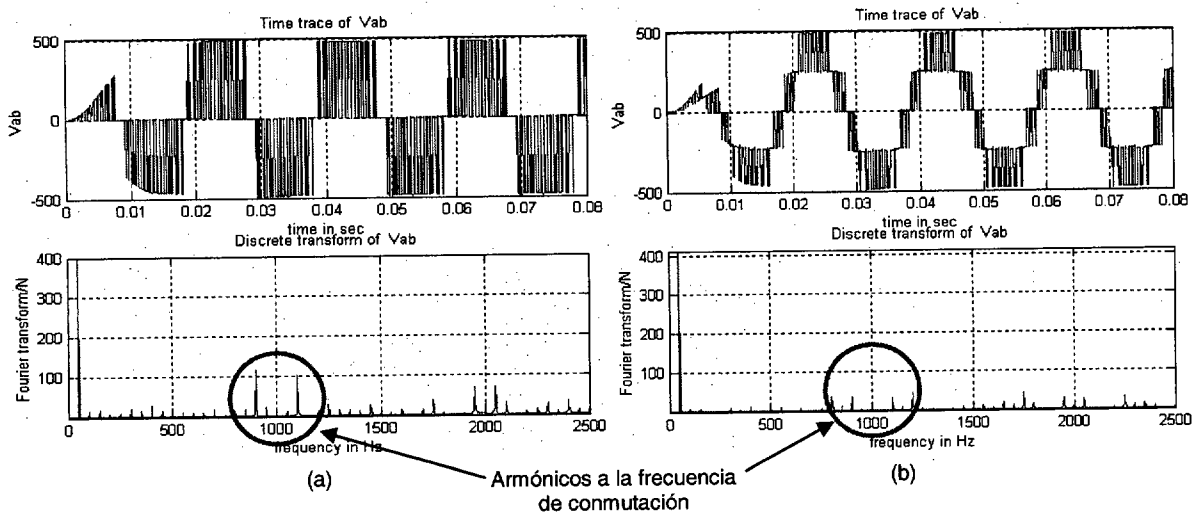 Time trace of Vab
500
0
-500
Vab
0 0.01 0.02 0.03 0.04 0.05 0.06 0.07 0.08
time in sec
Discrete transform of Vab
400
300
200
100
Fourier transform/N
0 500 1000 1500 2000 2500
frequency in Hz
(a)
Time trace of Vab
500
0
-500
Vab
0 0.01 0.02 0.03 0.04 0.05 0.06 0.07 0.08
time in sec
Discrete transform of Vab
400
300
200
100
Fourier transform/N
0 500 1000 1500 2000 2500
frequency in Hz
(b)
Armónicos a la frecuencia
de conmutación